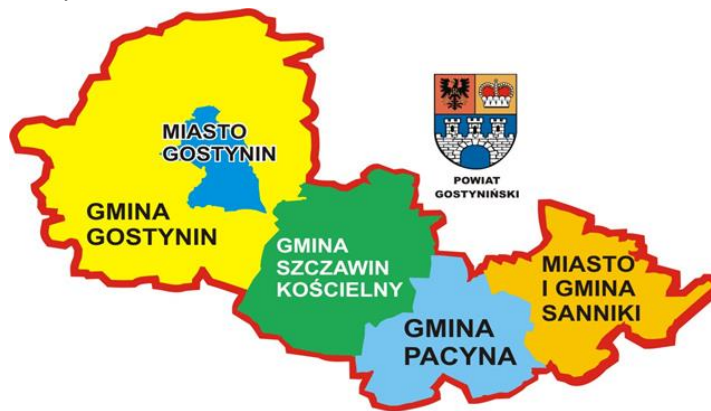 MIASTO
GOSTYNIN
GMINA
GOSTYNIN
POWIAT
GOSTYNIŃSKI
GMINA
SZCZAWIN
KOŚCIELNY
MIASTO
I GMINA
SANNIKI
GMINA
PACYNA